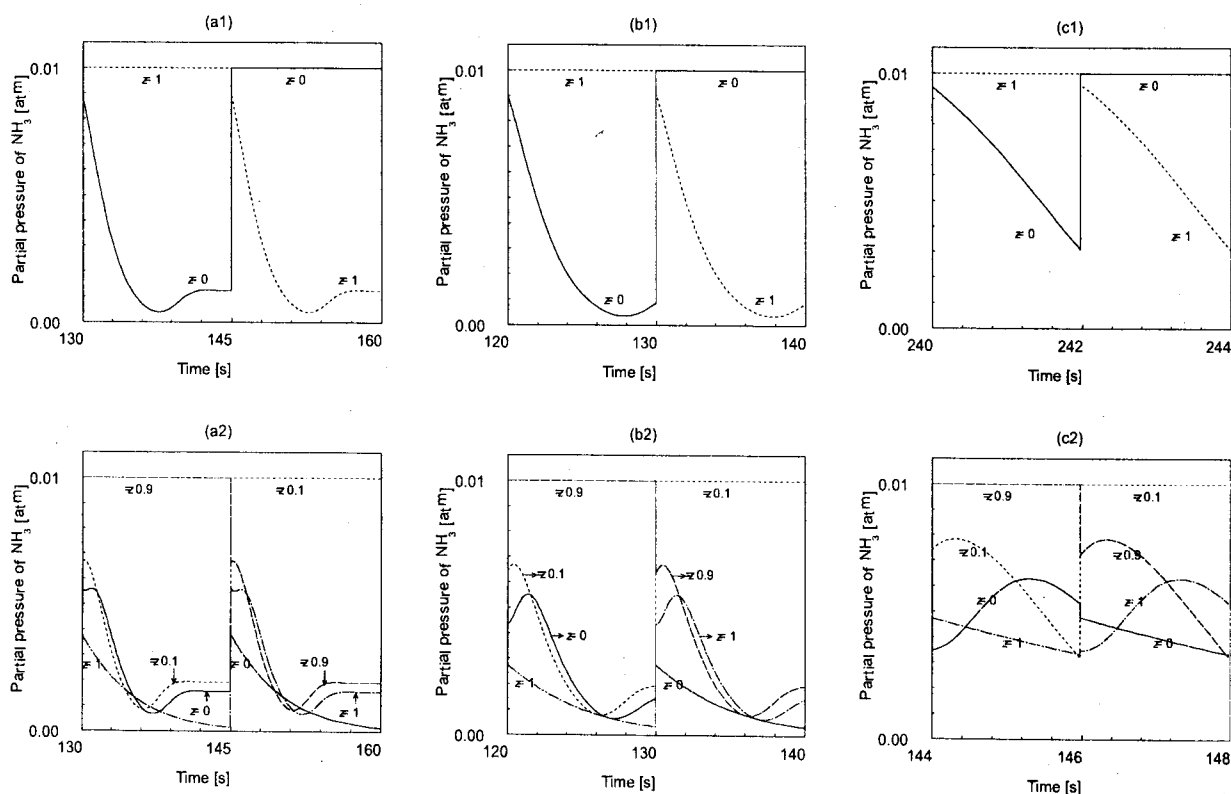 (a1)
Partial pressure of NH3 [atm]
0.01
0.00
z= 1
z= 0
z= 0
z= 1
130
145
160
Time [s]
(b1)
Partial pressure of NH3 [atm]
0.01
0.00
z= 1
z= 0
z= 0
z= 1
120
130
140
Time [s]
(c1)
Partial pressure of NH3 [atm]
0.01
0.00
z= 1
z= 0
z= 0
z= 1
240
242
244
Time [s]
(a2)
Partial pressure of NH3 [atm]
0.01
0.00
z=0.9
z=0.1
z= 1
z=0.1
z= 0
z= 0
z=0.9
z= 1
130
145
160
Time [s]
(b2)
Partial pressure of NH3 [atm]
0.01
0.00
z=0.9
z=0.1
z=0.1
z=0.9
z= 0
z= 1
z= 1
z= 0
120
130
140
Time [s]
(c2)
Partial pressure of NH3 [atm]
0.01
0.00
z=0.9
z=0.1
z=0.1
z=0.9
z= 0
z= 1
z= 1
z= 0
144
146
148
Time [s]